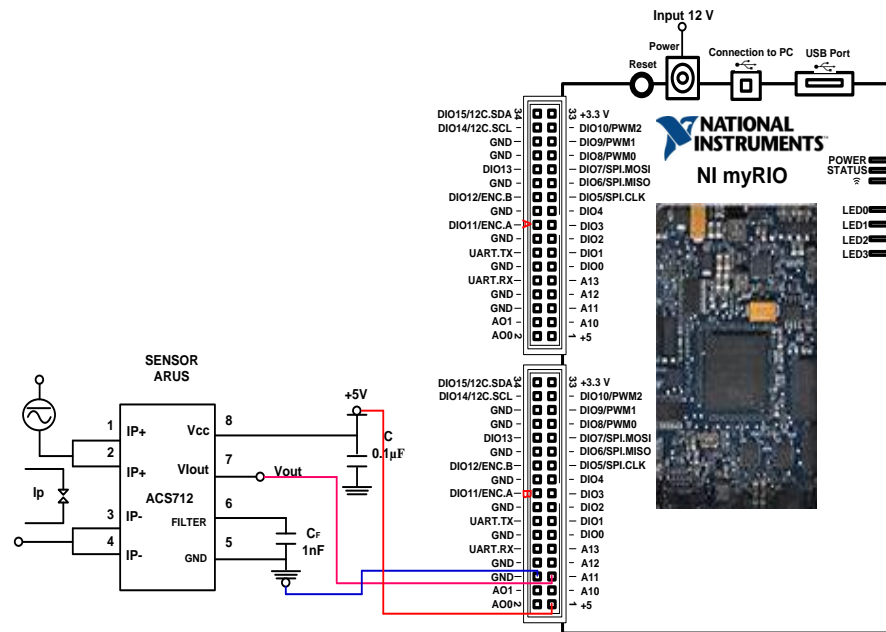 Input 12 V
Power
Connection to PC
USB Port
Reset
34
33
DIO15/12C.SDA
+3.3 V
DIO14/12C.SCL
DIO10/PWM2
GND
DIO9/PWM1
GND
DIO8/PWM0
DIO13
DIO7/SPI.MOSI
GND
DIO6/SPI.MISO
DIO12/ENC.B
DIO5/SPI.CLK
GND
DIO4
DIO11/ENC.A
A
DIO3
GND
DIO2
UART.TX
DIO1
GND
DIO0
UART.RX
A13
GND
A12
GND
A11
AO1
A10
AO0
2
1
+5
NATIONAL
INSTRUMENTS
NI myRIO
POWER
STATUS
LED0
LED1
LED2
LED3
SENSOR
ARUS
1
IP+
2
IP+
Ip
3
IP-
4
IP-
ACS712
Vcc
8
VIout
7
FILTER
6
GND
5
Vout
+5V
C
0.1µF
CF
1nF
34
33
DIO15/12C.SDA
+3.3 V
DIO14/12C.SCL
DIO10/PWM2
GND
DIO9/PWM1
GND
DIO8/PWM0
DIO13
DIO7/SPI.MOSI
GND
DIO6/SPI.MISO
DIO12/ENC.B
DIO5/SPI.CLK
GND
DIO4
DIO11/ENC.A
B
DIO3
GND
DIO2
UART.TX
DIO1
GND
DIO0
UART.RX
A13
GND
A12
GND
A11
AO1
A10
AO0
2
1
+5